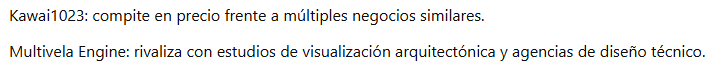 Kawai1023: compite en precio frente a múltiples negocios similares.
Multivela Engine: rivaliza con estudios de visualización arquitectónica y agencias de diseño técnico.